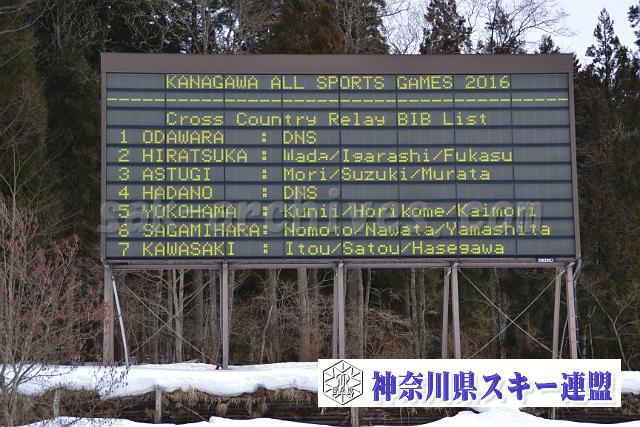 KANAGAWA ALL SPORTS GAMES 2016
Cross Country Relay BIB List
1 ODAWARA : DNS
2 HIRATSUKA : Wada/Igarashi/Fukasu
3 ASTUGI : Mori/Suzuki/Murata
4 HADANO : DNS
5 YOKOHAMA : Kunii/Horikome/Kaimori
6 SAGAMIHARA: Nomoto/Nawata/Yamashita
7 KAWASAKI : Itou/Satou/Hasegawa
SEIKO
神奈川県スキー連盟